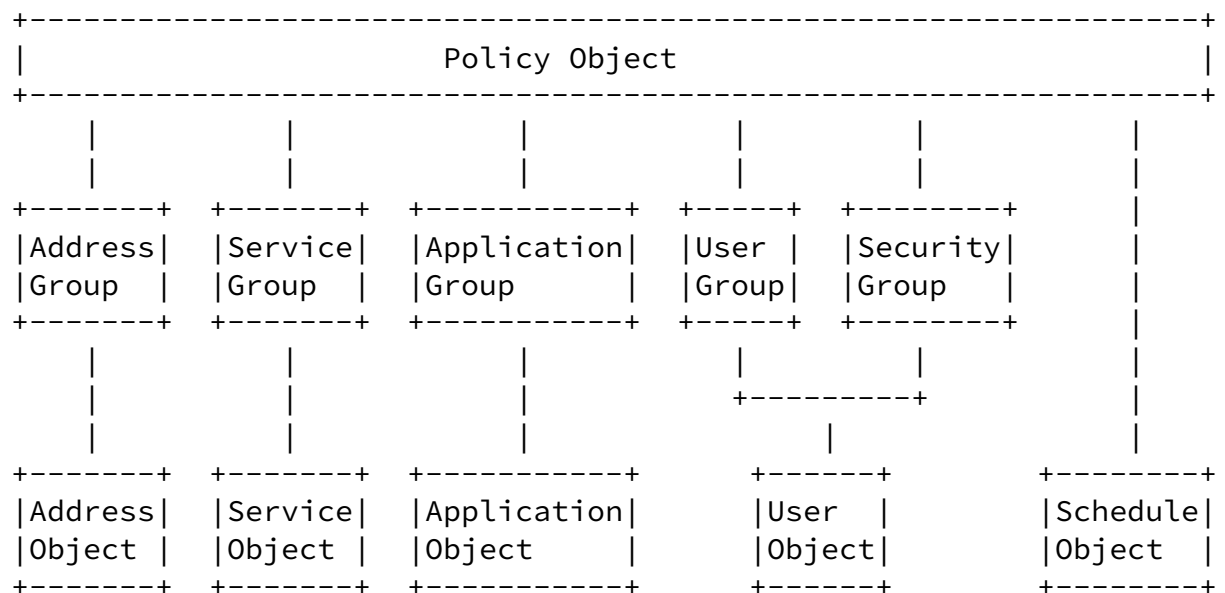 Policy Object
Address Service Application User Security
Group Group Group Group Group
Address Service Application User Schedule
Object Object Object Object Object